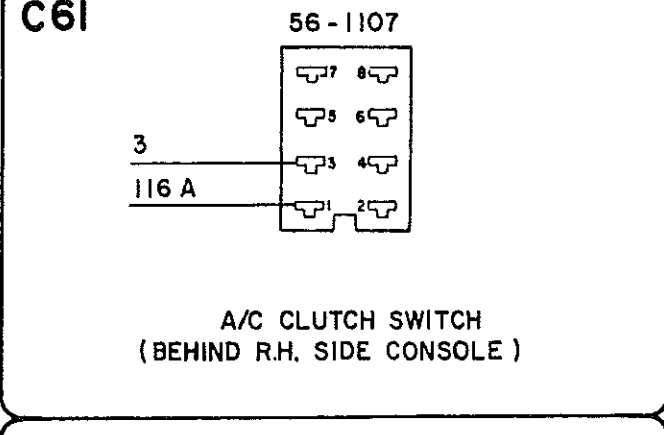 C61
56-1107
7 8
5 6
3
3 4
116 A
1 2
A/C CLUTCH SWITCH
(BEHIND R.H. SIDE CONSOLE)